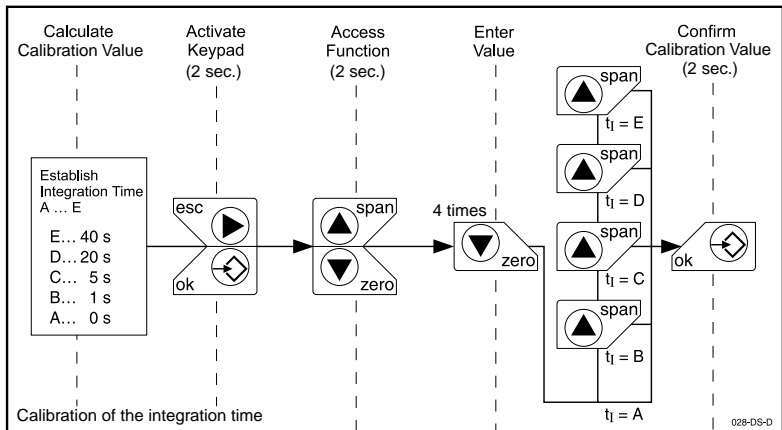 Calculate
Calibration Value
Activate
Keypad
(2 sec.)
Access
Function
(2 sec.)
Enter
Value
Confirm
Calibration Value
(2 sec.)
Establish
Integration Time
A ... E
E... 40 s
D... 20 s
C... 5 s
B... 1 s
A... 0 s
esc
ok
span
zero
4 times
zero
span
tI = E
span
tI = D
span
tI = C
span
tI = B
tI = A
ok
Calibration of the integration time
028-DS-D